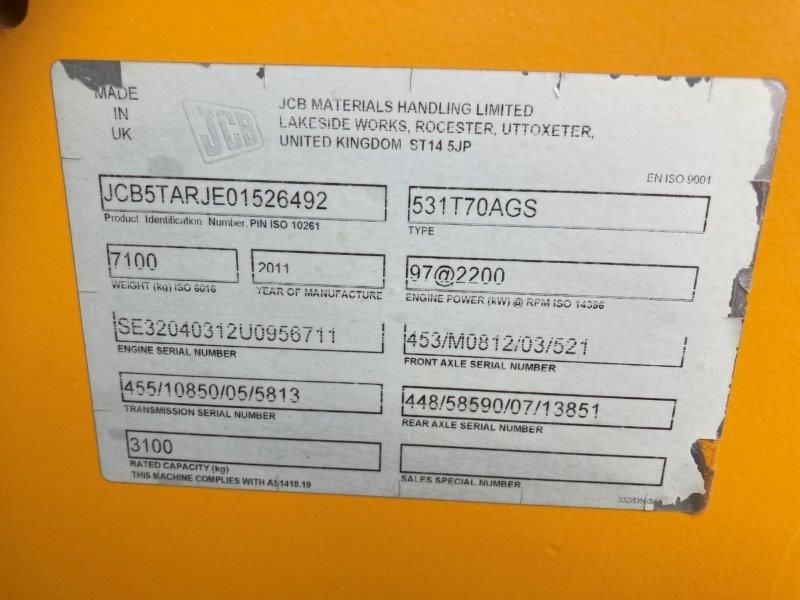 MADE
IN
UK
JCB
JCB MATERIALS HANDLING LIMITED
LAKESIDE WORKS, ROCESTER, UTTOXETER,
UNITED KINGDOM ST14 5JP
EN ISO 9001
JCB5TARJE01526492
Product Identification Number, PIN ISO 10261
531T70AGS
TYPE
7100
WEIGHT (kg) ISO 6016
2011
YEAR OF MANUFACTURE
97@2200
ENGINE POWER (kW) @ RPM ISO 14396
SE32040312U0956711
ENGINE SERIAL NUMBER
453/M0812/03/521
FRONT AXLE SERIAL NUMBER
455/10850/05/5813
TRANSMISSION SERIAL NUMBER
448/58590/07/13851
REAR AXLE SERIAL NUMBER
3100
RATED CAPACITY (kg)
THIS MACHINE COMPLIES WITH AS1418.19
SALES SPECIAL NUMBER